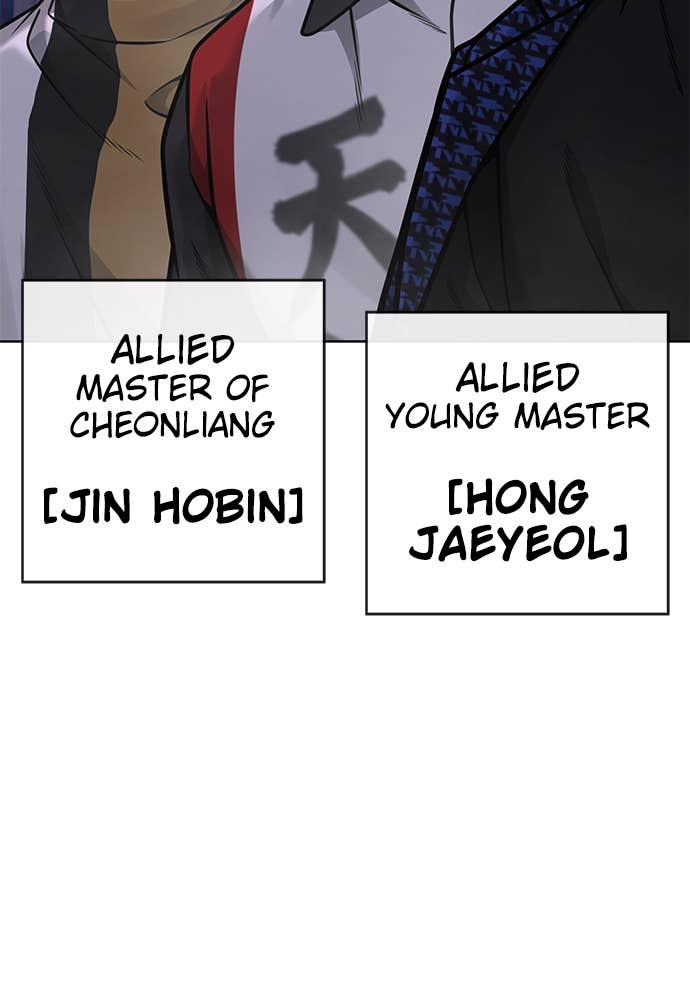 天
ALLIED
MASTER OF
CHEONLIANG
[JIN HOBIN]
ALLIED
YOUNG MASTER
[HONG
JAEYEOL]